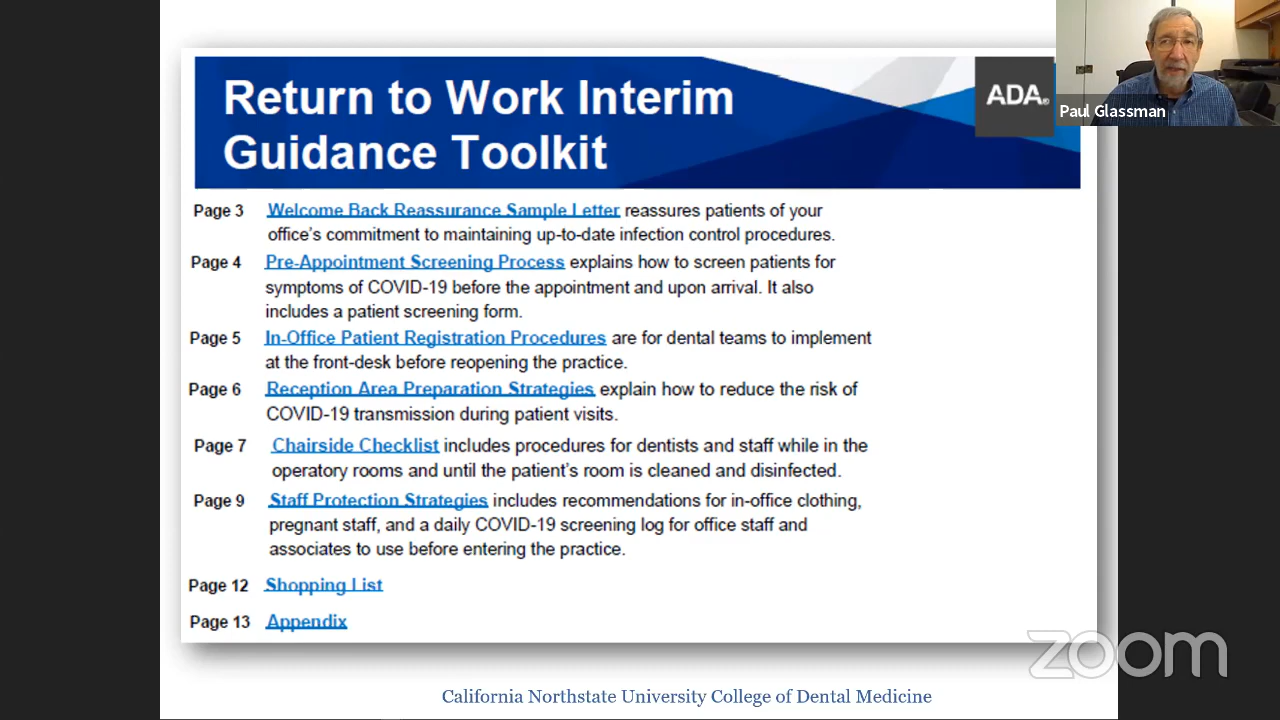 Return to Work Interim
Guidance Toolkit
ADA®
Paul Glassman
Page 3 Welcome Back Reassurance Sample Letter reassures patients of your
office's commitment to maintaining up-to-date infection control procedures.
Page 4 Pre-Appointment Screening Process explains how to screen patients for
symptoms of COVID-19 before the appointment and upon arrival. It also
includes a patient screening form.
Page 5 In-Office Patient Registration Procedures are for dental teams to implement
at the front-desk before reopening the practice.
Page 6 Reception Area Preparation Strategies explain how to reduce the risk of
COVID-19 transmission during patient visits.
Page 7 Chairside Checklist includes procedures for dentists and staff while in the
operatory rooms and until the patient's room is cleaned and disinfected.
Page 9 Staff Protection Strategies includes recommendations for in-office clothing,
pregnant staff, and a daily COVID-19 screening log for office staff and
associates to use before entering the practice.
Page 12 Shopping List
Page 13 Appendix
zoom
California Northstate University College of Dental Medicine